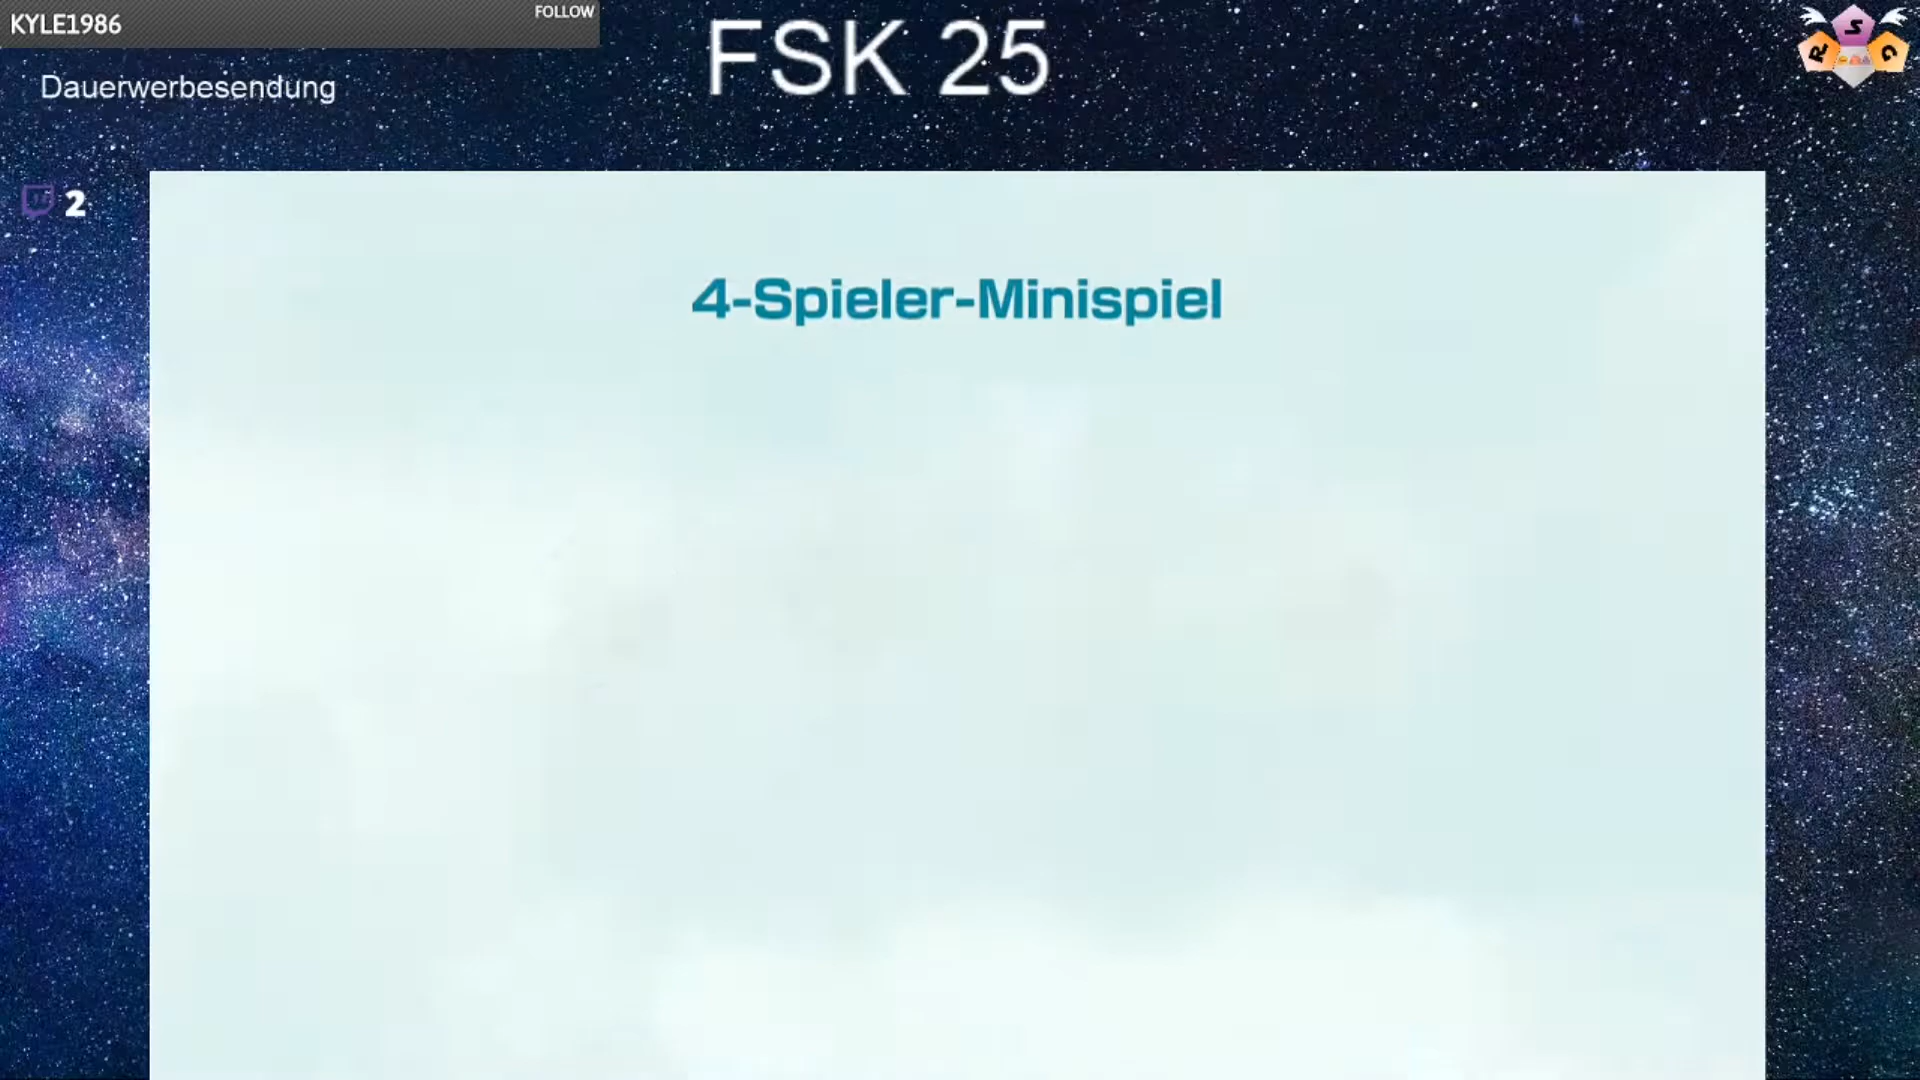 KYLE1986
FOLLOW
FSK 25
Dauerwerbesendung
2
4-Spieler-Minispiel
R S G